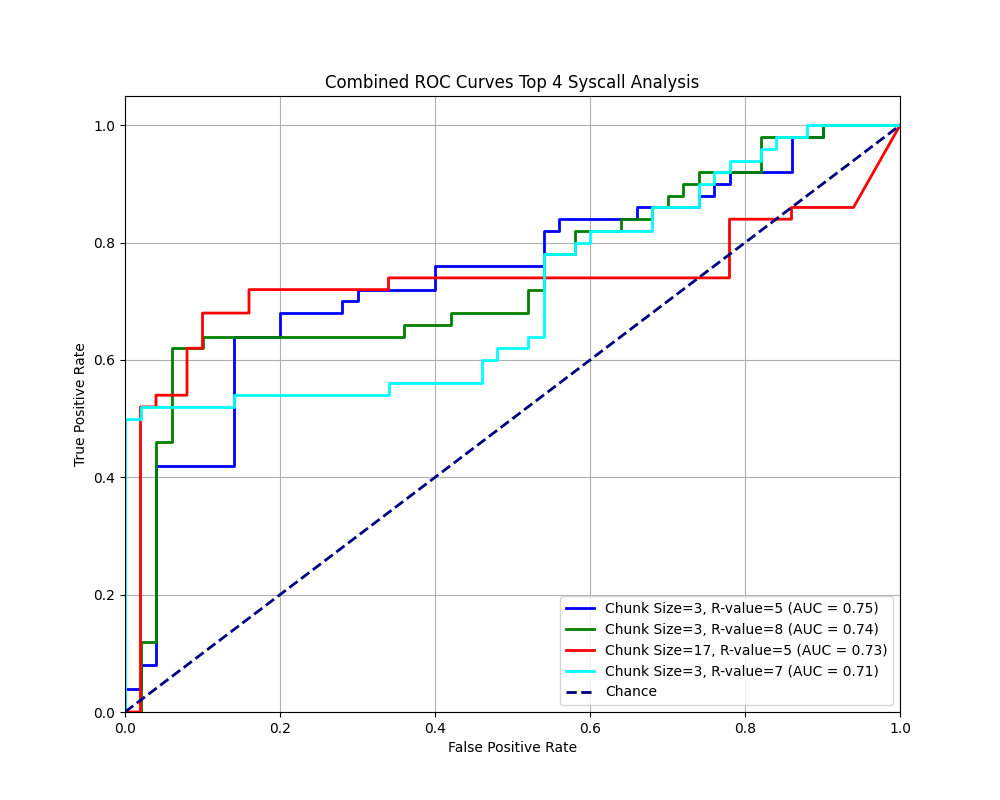 Combined ROC Curves Top 4 Syscall Analysis
True Positive Rate
1.0
0.8
0.6
0.4
0.2
0.0
0.0 0.2 0.4 0.6 0.8 1.0
False Positive Rate
Chunk Size=3, R-value=5 (AUC = 0.75)
Chunk Size=3, R-value=8 (AUC = 0.74)
Chunk Size=17, R-value=5 (AUC = 0.73)
Chunk Size=3, R-value=7 (AUC = 0.71)
Chance